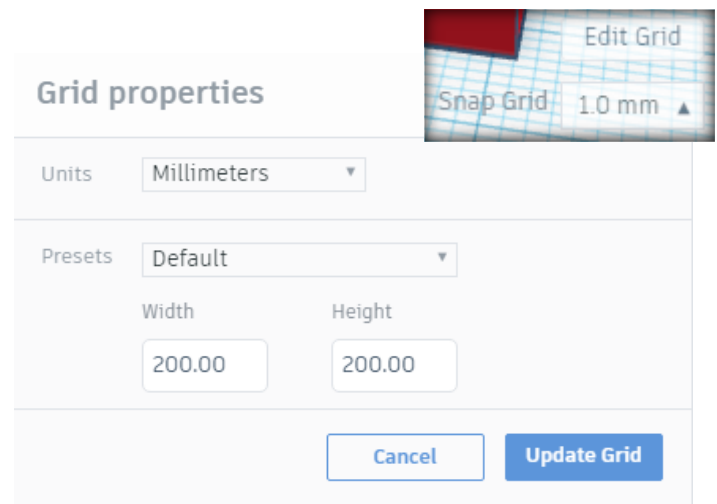 Edit Grid
Snap Grid 1.0 mm ▲
Grid properties
Units Millimeters ▼
Presets Default ▼
Width Height
200.00 200.00
Cancel Update Grid